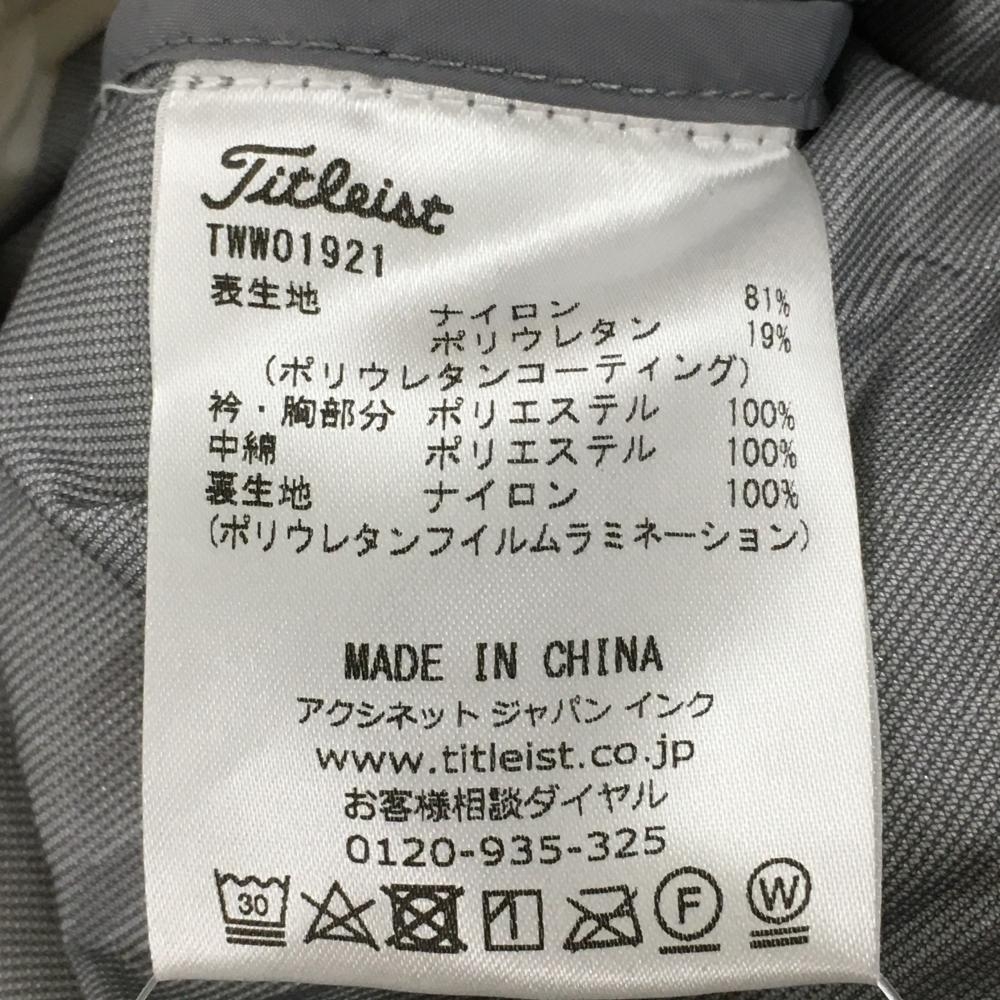 Titleist
TWW01921
表生地 ナイロン 81%
ポリウレタン 19%
(ポリウレタンコーティング)
衿・胸部分 ポリエステル 100%
中綿 ポリエステル 100%
裏生地 ナイロン 100%
(ポリウレタンフイルムラミネーション)
MADE IN CHINA
アクシネット ジャパン インク
www.titleist.co.jp
お客様相談ダイヤル
0120-935-325
30 F W